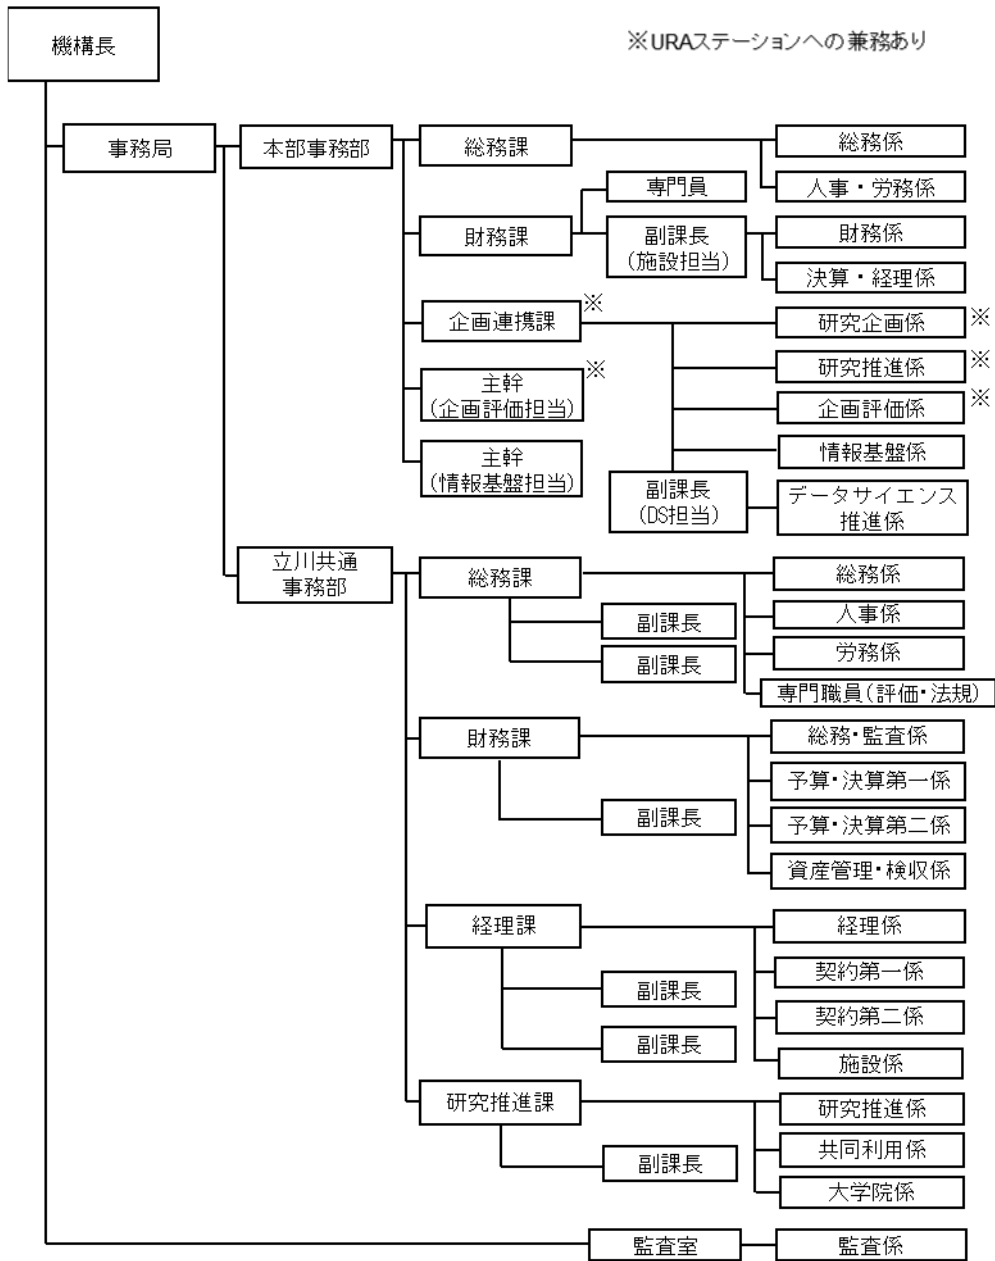 機構長
※URAステーションへの兼務あり
事務局
本部事務部
総務課
総務係
人事・労務係
財務課
専門員
副課長
(施設担当)
財務係
決算・経理係
企画連携課
※
研究企画係
※
研究推進係
※
企画評価係
※
情報基盤係
副課長
(DS担当)
データサイエンス
推進係
主幹
(企画評価担当)
※
主幹
(情報基盤担当)
立川共通
事務部
総務課
副課長
副課長
総務係
人事係
労務係
専門職員(評価・法規)
財務課
副課長
総務・監査係
予算・決算第一係
予算・決算第二係
資産管理・検収係
経理課
副課長
副課長
経理係
契約第一係
契約第二係
施設係
研究推進課
副課長
研究推進係
共同利用係
大学院係
監査室
監査係